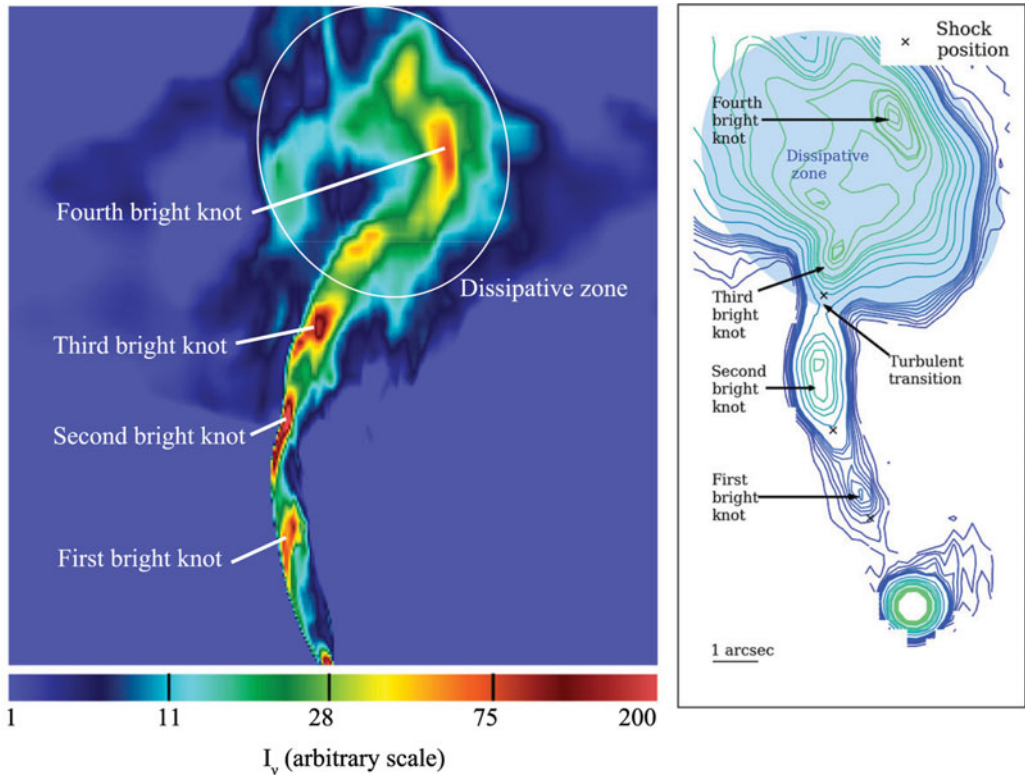 Fourth bright knot
Dissipative zone
Third bright knot
Second bright knot
First bright knot
1
11
28
75
200
I_ν (arbitrary scale)
× Shock
position
Fourth
bright
knot
Dissipative
zone
Third
bright
knot
Turbulent
transition
Second
bright
knot
First
bright
knot
1 arcsec